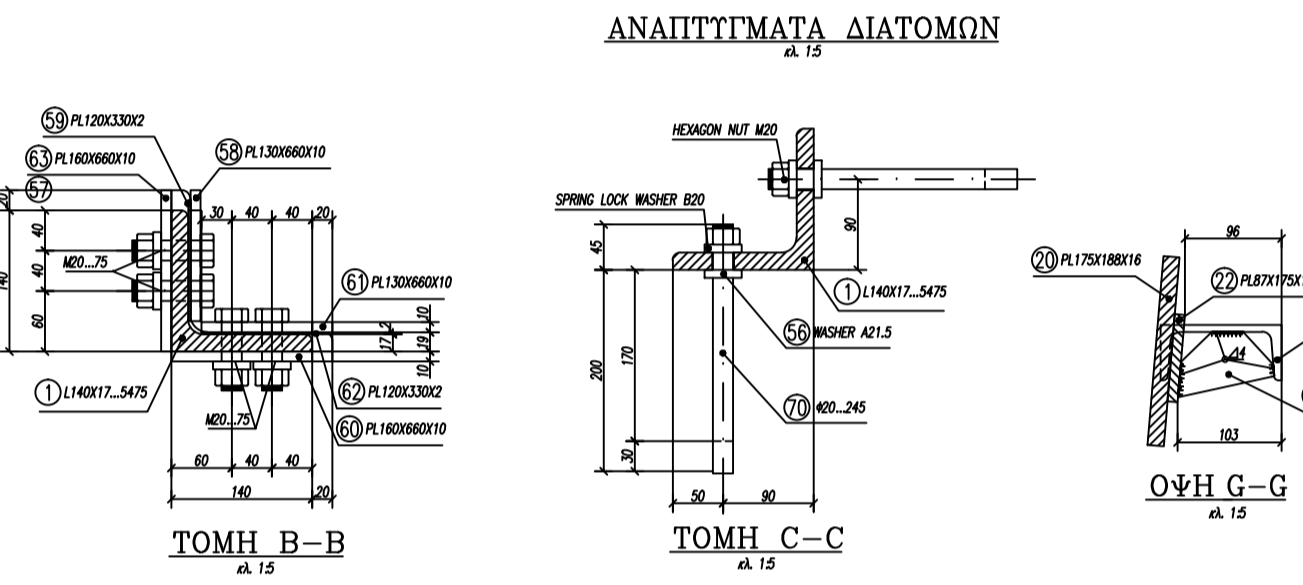 ΑΝΑΠΤΥΓΜΑΤΑ ΔΙΑΤΟΜΩΝ
κλ. 1:5
59 PL120X330X2
63 PL160X660X10
57
58 PL130X660X10
20
140
40
40
60
30 40 40 20
M20...75
61 PL130X660X10
10
2
17
19
10
1 L140X17...5475
M20...75
62 PL120X330X2
60 PL160X660X10
60 40 40
140 20
ΤΟΜΗ B-B
κλ. 1:5
HEXAGON NUT M20
SPRING LOCK WASHER B20
45
90
1 L140X17...5475
56 WASHER A21.5
200
170
70 Φ20...245
30
50 90
ΤΟΜΗ C-C
κλ. 1:5
96
20 PL175X188X16
22 PL87X175X1
4
103
ΟΨΗ G-G
κλ. 1:5